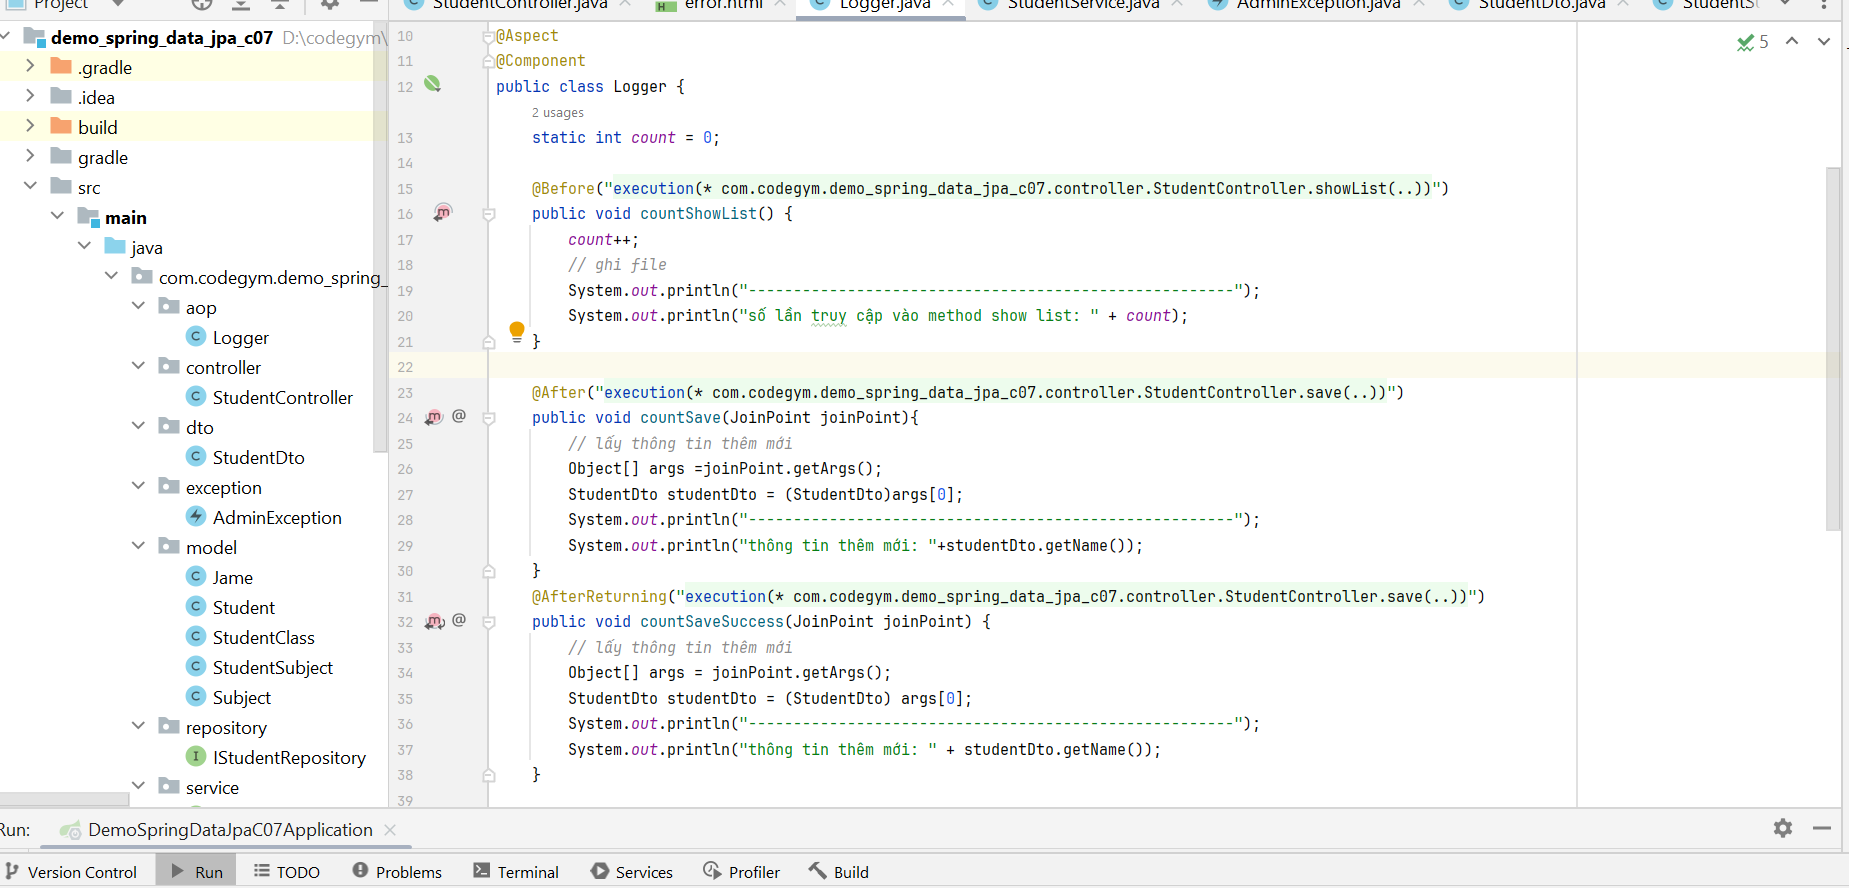 Project
StudentController.java
error.html
Logger.java
StudentService.java
AdminException.java
StudentDto.java
demo_spring_data_jpa_c07 D:\codegym\
.gradle
.idea
build
gradle
src
main
java
com.codegym.demo_spring_
aop
Logger
controller
StudentController
dto
StudentDto
exception
AdminException
model
Jame
Student
StudentClass
StudentSubject
Subject
repository
IStudentRepository
service
5
10 @Aspect
11 @Component
12 public class Logger {
2 usages
13 static int count = 0;
14
15 @Before("execution(* com.codegym.demo_spring_data_jpa_c07.controller.StudentController.showList(..))")
16 public void countShowList() {
17 count++;
18 // ghi file
19 System.out.println("------------------------------------------------------");
20 System.out.println("số lần truy cập vào method show list: " + count);
21 }
22
23 @After("execution(* com.codegym.demo_spring_data_jpa_c07.controller.StudentController.save(..))")
24 @ public void countSave(JoinPoint joinPoint){
25 // lấy thông tin thêm mới
26 Object[] args =joinPoint.getArgs();
27 StudentDto studentDto = (StudentDto)args[0];
28 System.out.println("------------------------------------------------------");
29 System.out.println("thông tin thêm mới: "+studentDto.getName());
30 }
31 @AfterReturning("execution(* com.codegym.demo_spring_data_jpa_c07.controller.StudentController.save(..))")
32 @ public void countSaveSuccess(JoinPoint joinPoint) {
33 // lấy thông tin thêm mới
34 Object[] args = joinPoint.getArgs();
35 StudentDto studentDto = (StudentDto) args[0];
36 System.out.println("------------------------------------------------------");
37 System.out.println("thông tin thêm mới: " + studentDto.getName());
38 }
39
Run: DemoSpringDataJpaC07Application
Version Control
Run
TODO
Problems
Terminal
Services
Profiler
Build